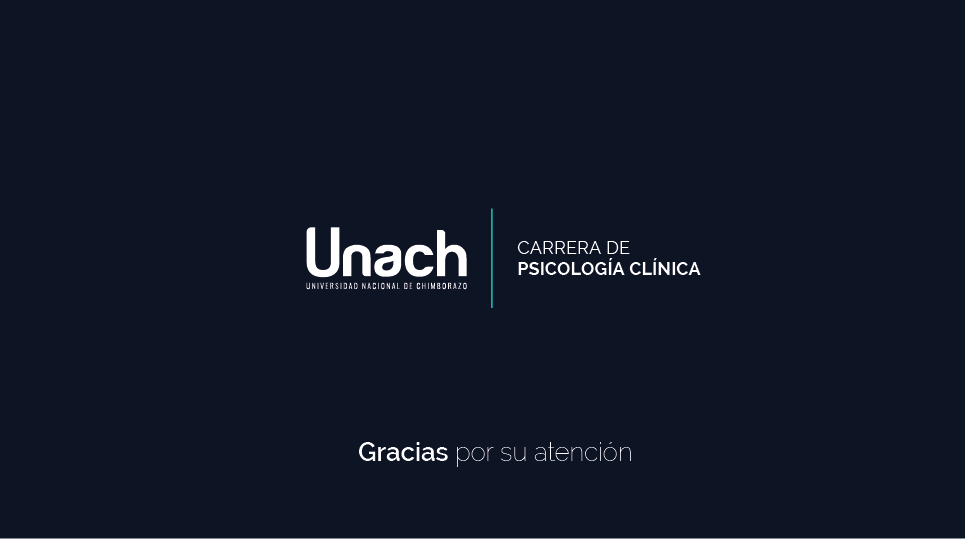 Unach
UNIVERSIDAD NACIONAL DE CHIMBORAZO
CARRERA DE
PSICOLOGÍA CLÍNICA
Gracias por su atención